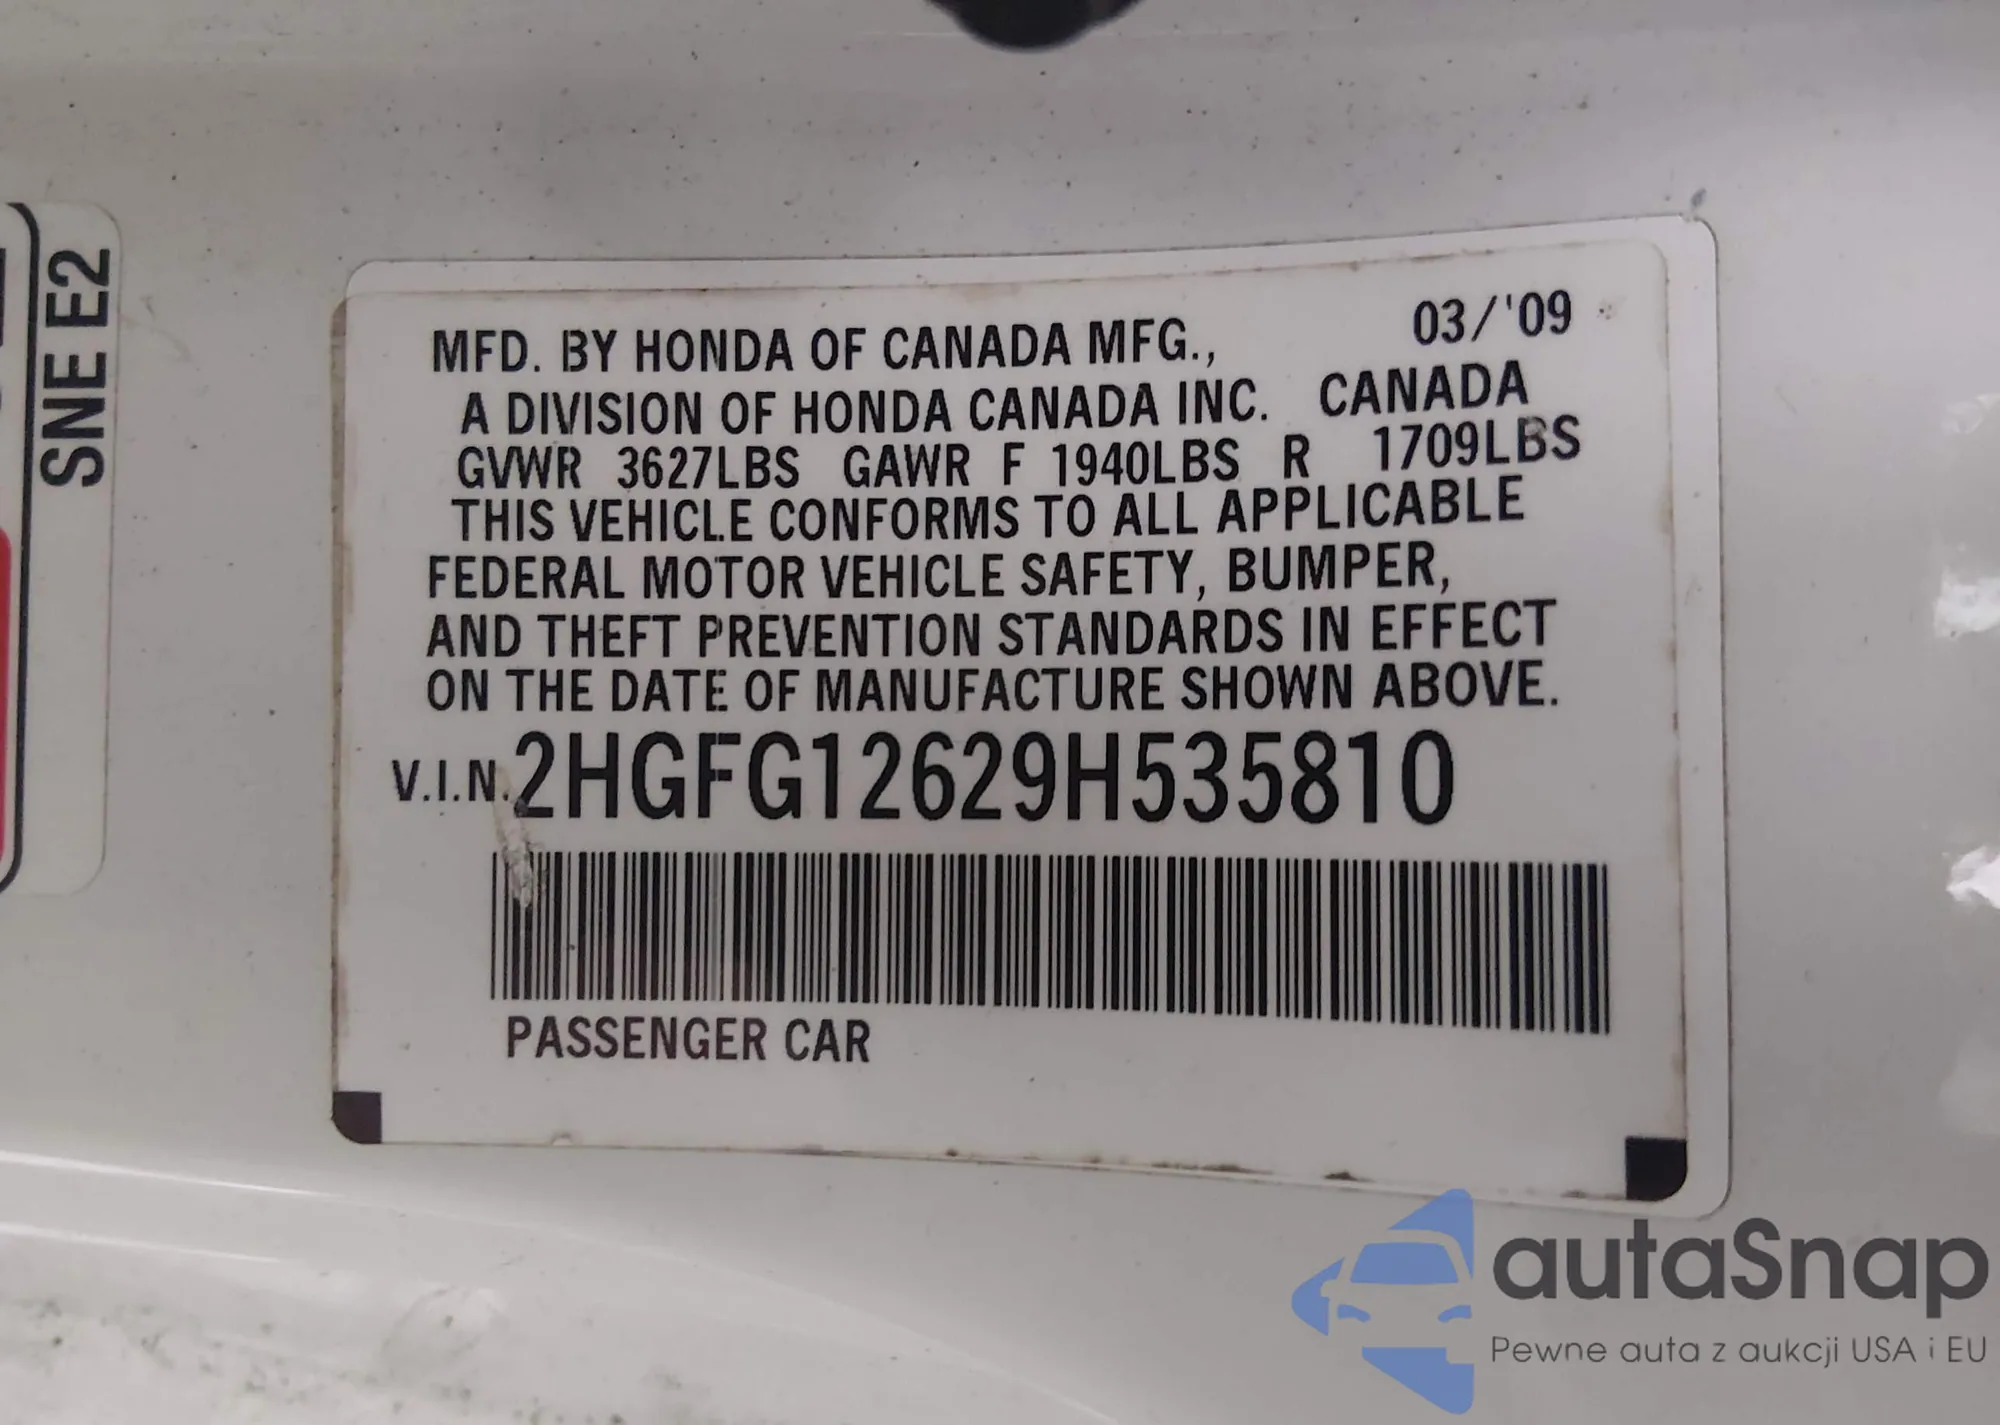 SNE E2
03/'09
MFD. BY HONDA OF CANADA MFG.,
A DIVISION OF HONDA CANADA INC. CANADA
GVWR 3627LBS GAWR F 1940LBS R 1709LBS
THIS VEHICLE CONFORMS TO ALL APPLICABLE
FEDERAL MOTOR VEHICLE SAFETY, BUMPER,
AND THEFT PREVENTION STANDARDS IN EFFECT
ON THE DATE OF MANUFACTURE SHOWN ABOVE.
V.I.N. 2HGFG12629H535810
PASSENGER CAR
autaSnap
Pewne auta z aukcji USA i EU